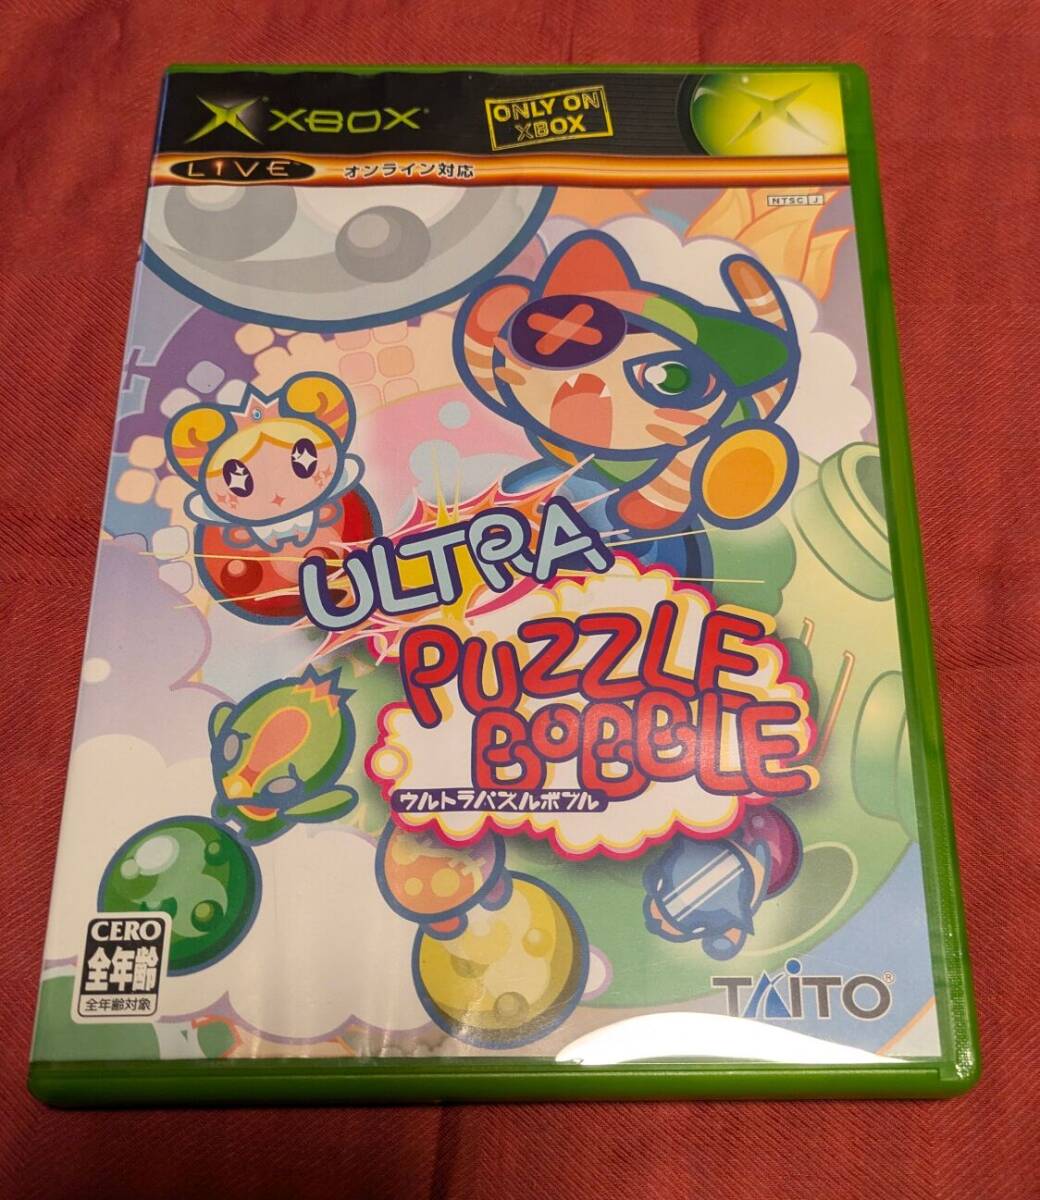 XBOX
ONLY ON
XBOX
LIVE
オンライン対応
NTSC J
ULTRA
PUZZLE
BOBBLE
ウルトラパズルボブル
CERO
全年齢
全年齢対象
TAITO®